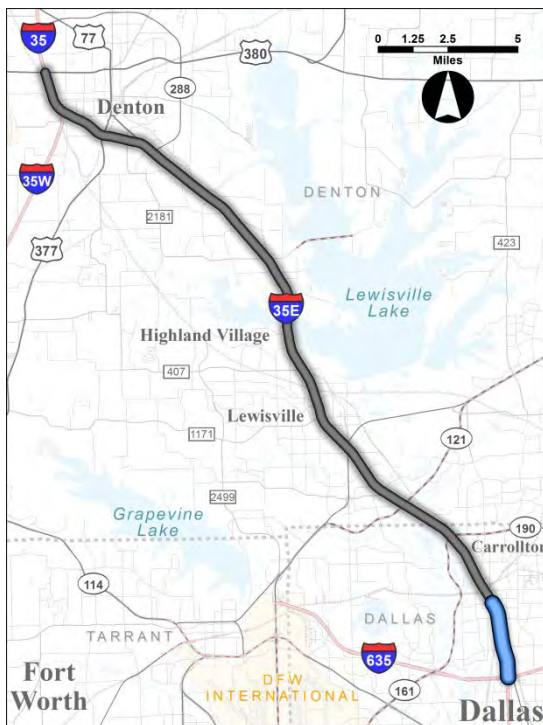 35
77
380
0 1.25 2.5 5
Miles
288
Denton
35W
DENTON
2181
377
423
Lewisville
Lake
35E
Highland Village
407
Lewisville
1171
121
2499
Grapevine
Lake
190
Carrollton
114
DALLAS
TARRANT
635
Fort
Worth
DFW
INTERNATIONAL
161
Dallas